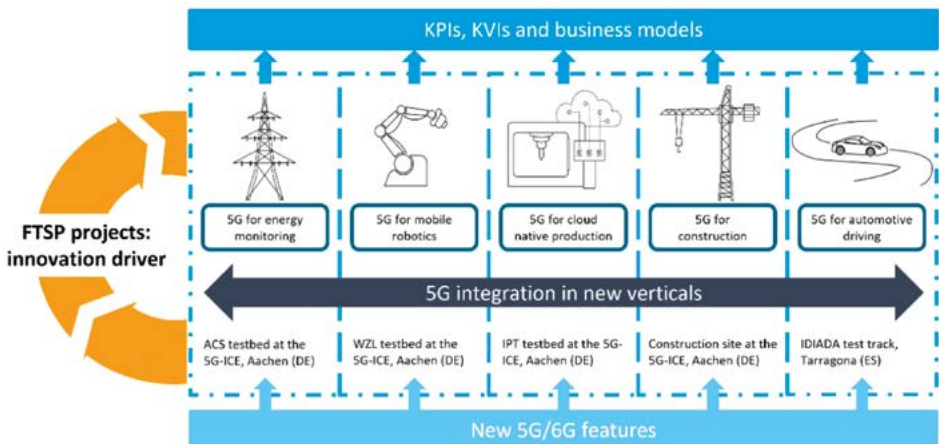 KPIs, KVIs and business models
5G for energy
monitoring
5G for mobile
robotics
5G for cloud
native production
5G for
construction
5G for automotive
driving
FTSP projects:
innovation driver
5G integration in new verticals
ACS testbed at the
5G-ICE, Aachen (DE)
WZL testbed at the
5G-ICE, Aachen (DE)
IPT testbed at the 5G-
ICE, Aachen (DE)
Construction site at the
5G-ICE, Aachen (DE)
IDIADA test track,
Tarragona (ES)
New 5G/6G features